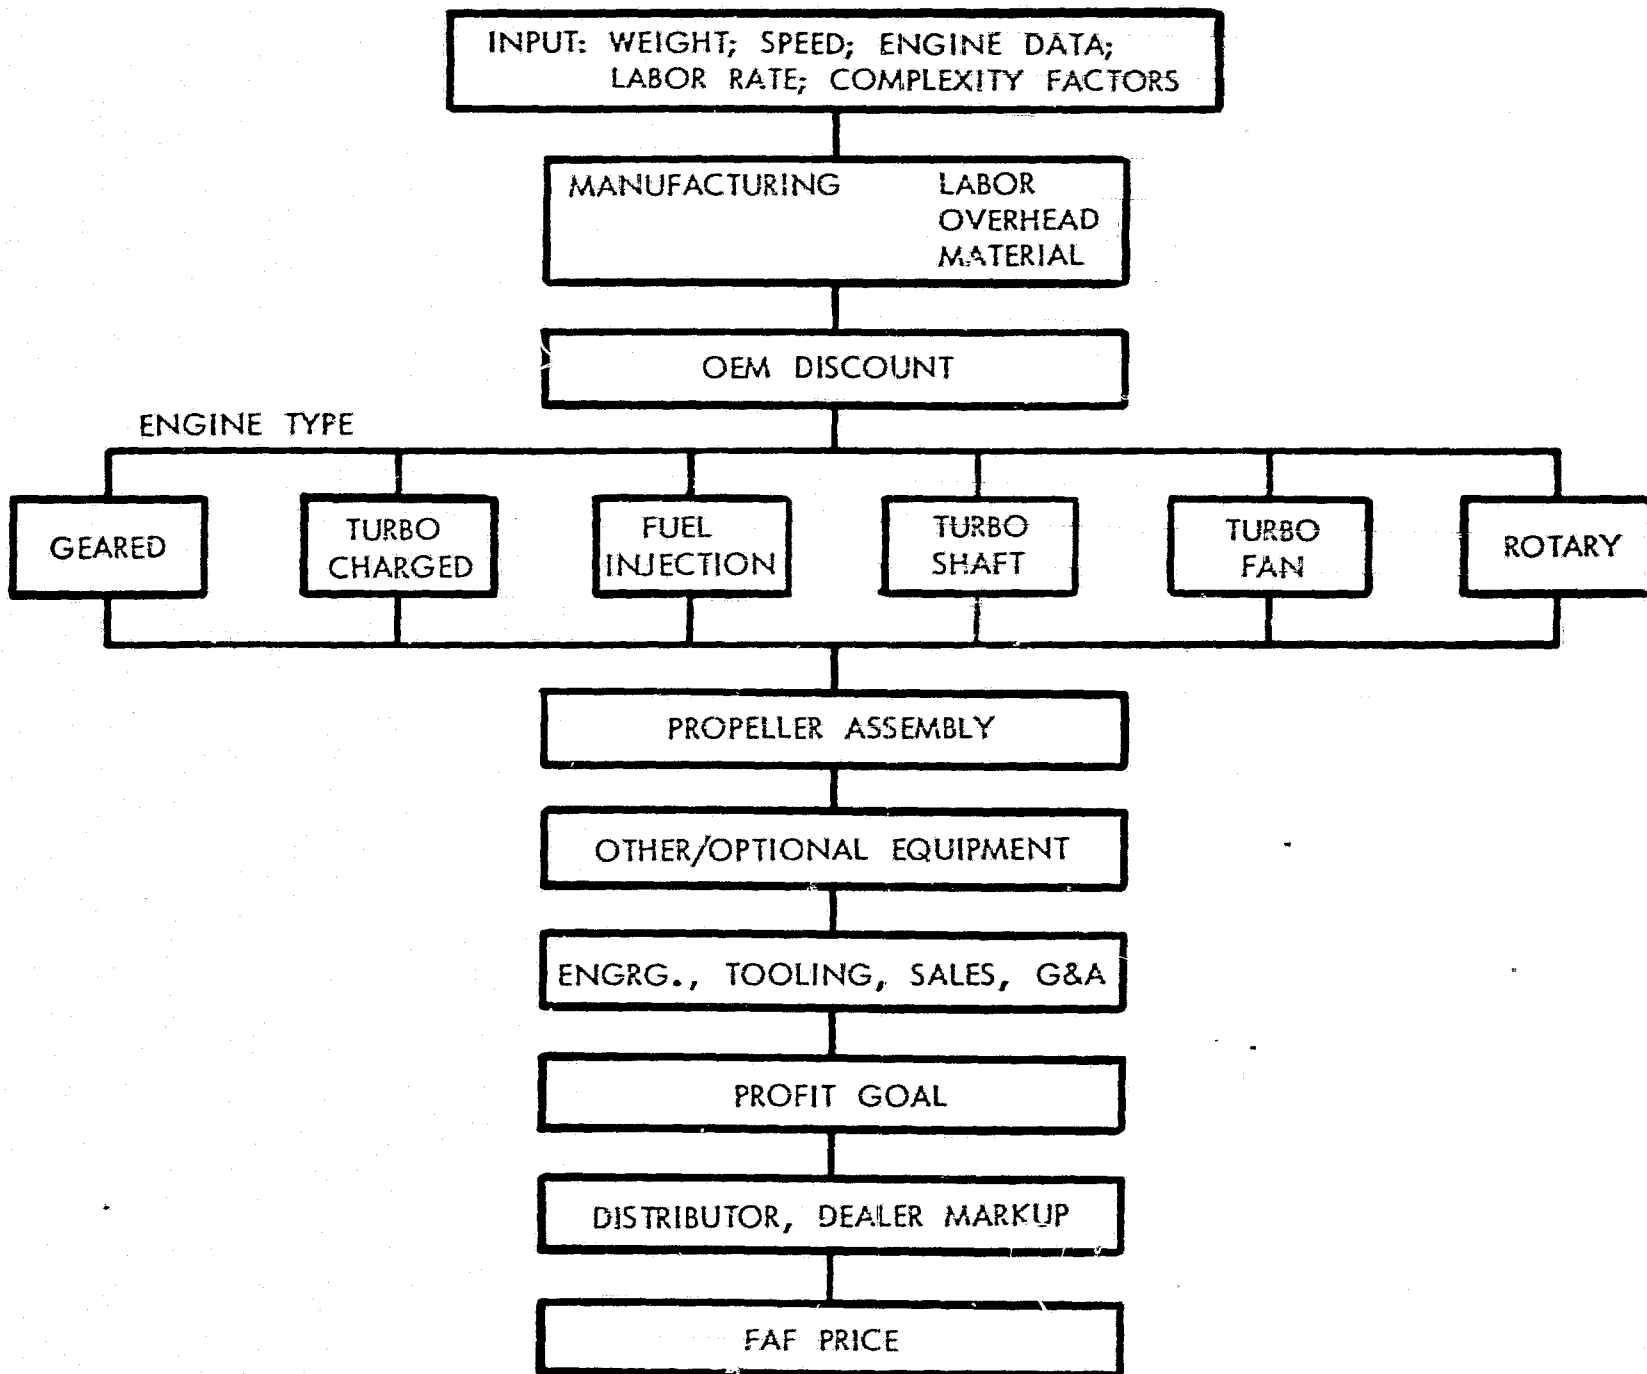 INPUT: WEIGHT; SPEED; ENGINE DATA;
LABOR RATE; COMPLEXITY FACTORS
MANUFACTURING LABOR
OVERHEAD
MATERIAL
OEM DISCOUNT
ENGINE TYPE
GEARED
TURBO
CHARGED
FUEL
INJECTION
TURBO
SHAFT
TURBO
FAN
ROTARY
PROPELLER ASSEMBLY
OTHER/OPTIONAL EQUIPMENT
ENGRG., TOOLING, SALES, G&A
PROFIT GOAL
DISTRIBUTOR, DEALER MARKUP
FAF PRICE